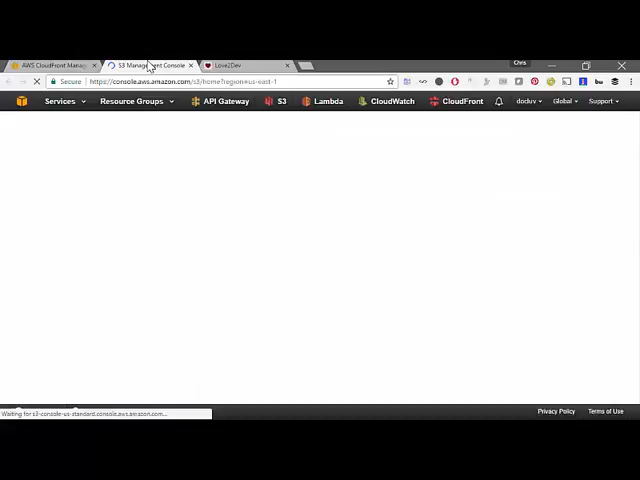 Chris
AWS CloudFront Manag
S3 Management Console
Love2Dev
Secure
https://console.aws.amazon.com/s3/home?region=us-east-1
Services
Resource Groups
API Gateway
S3
Lambda
CloudWatch
CloudFront
docluv
Global
Support
Waiting for s3-console-us-standard.console.aws.amazon.com...
Privacy Policy
Terms of Use